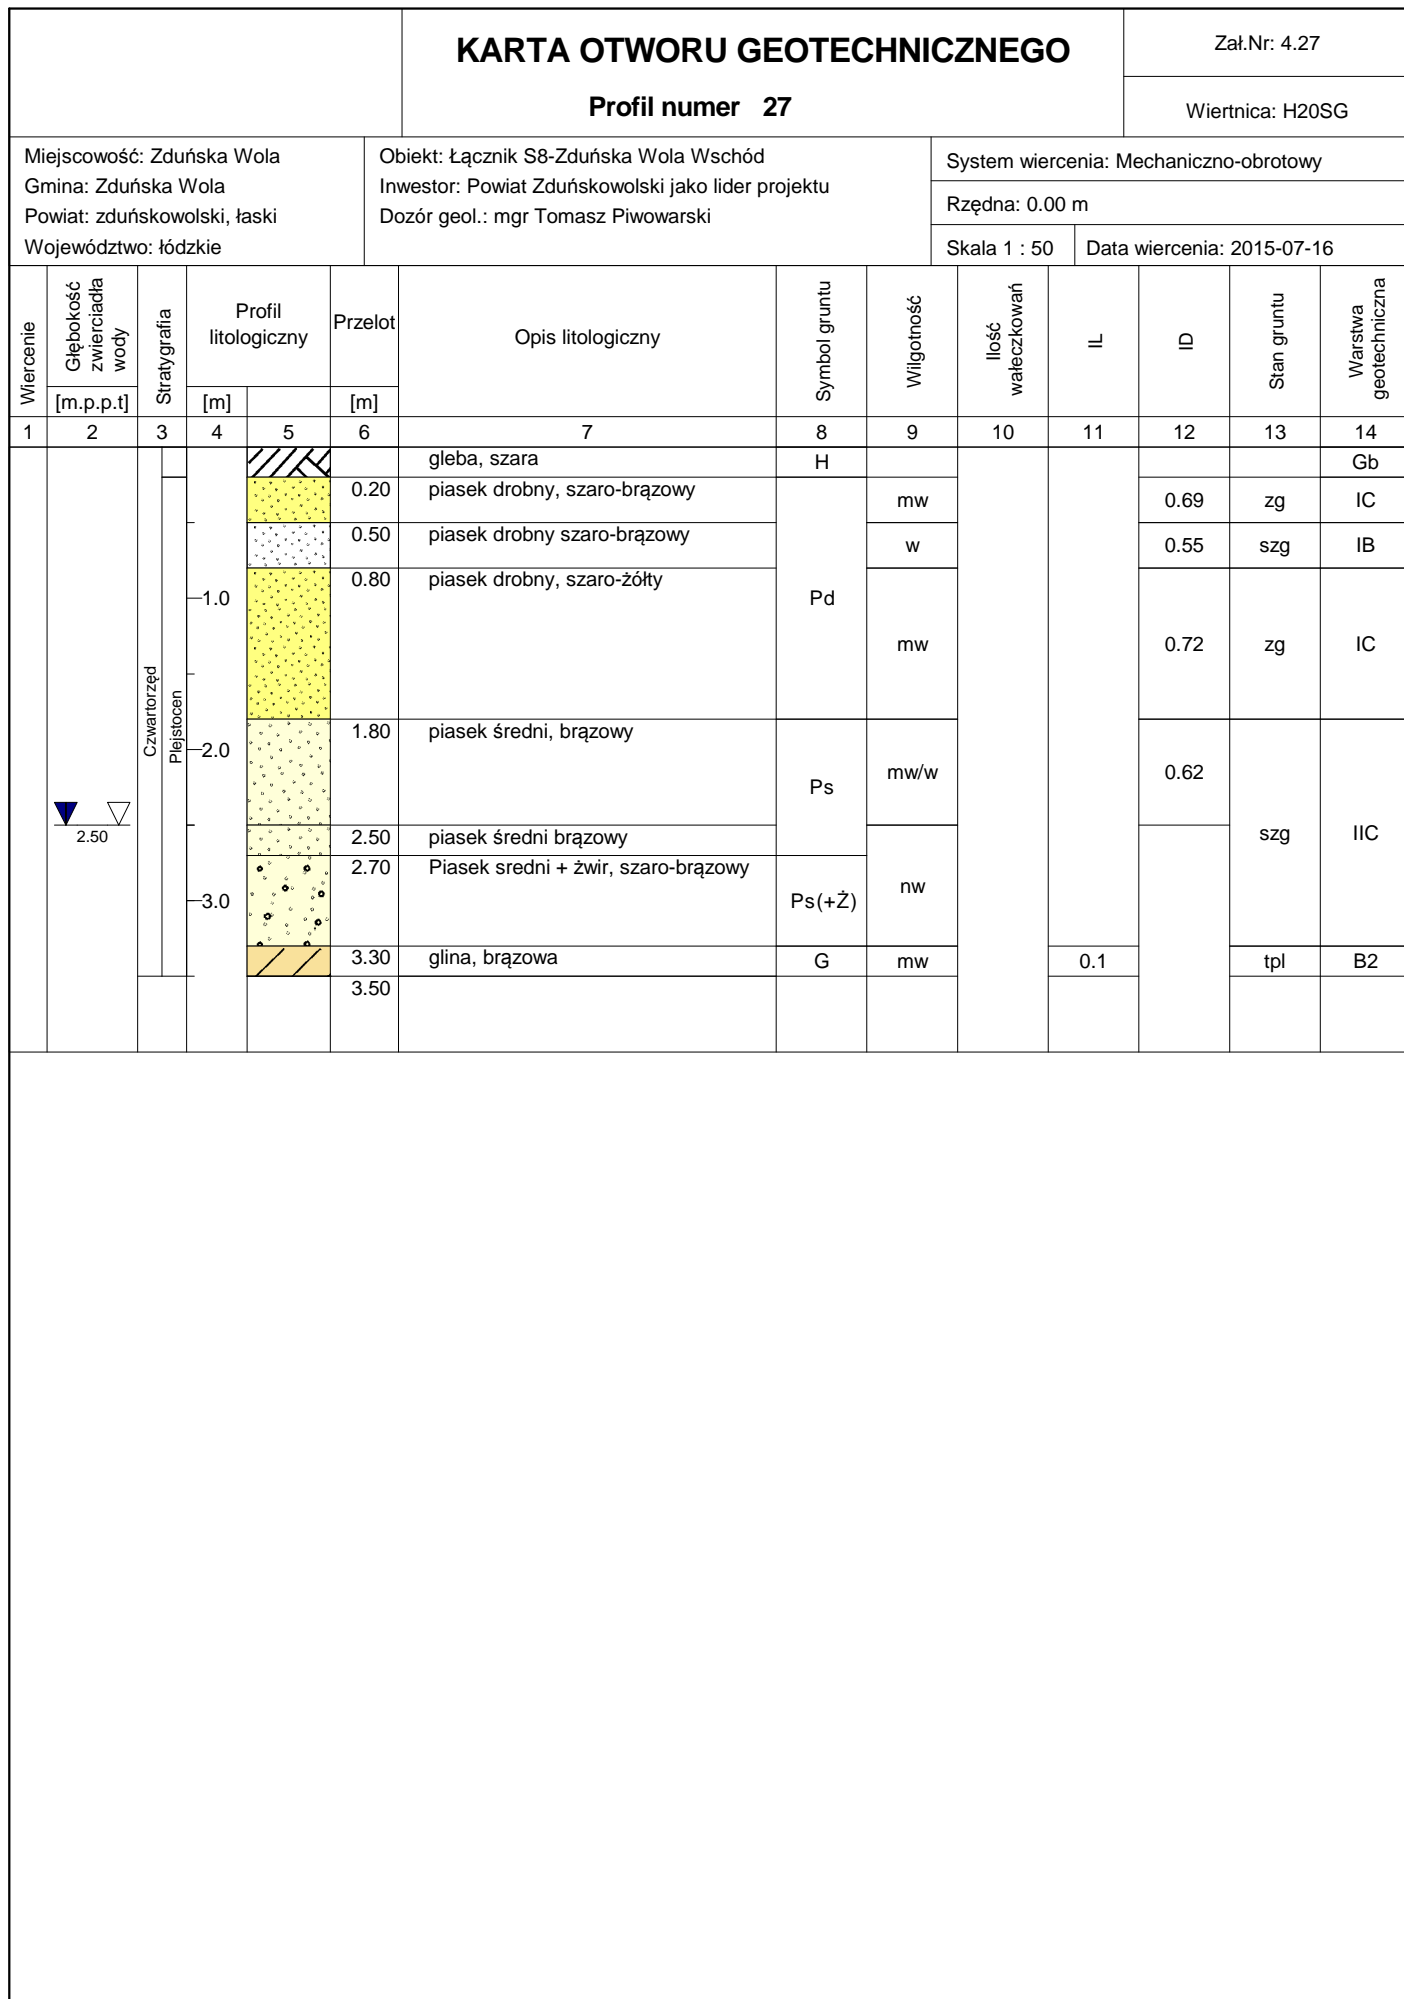 KARTA OTWORU GEOTECHNICZNEGO
Profil numer 27
Zał.Nr: 4.27
Wiertnica: H20SG
Miejscowość: Zduńska Wola
Gmina: Zduńska Wola
Powiat: zduńskowolski, łaski
Województwo: łódzkie
Obiekt: Łącznik S8-Zduńska Wola Wschód
Inwestor: Powiat Zduńskowolski jako lider projektu
Dozór geol.: mgr Tomasz Piwowarski
System wiercenia: Mechaniczno-obrotowy
Rzędna: 0.00 m
Skala 1 : 50
Data wiercenia: 2015-07-16
Wiercenie
Głębokość
zwierciadła
wody
[m.p.p.t]
Stratygrafia
Profil
litologiczny
[m]
Przelot
[m]
Opis litologiczny
Symbol gruntu
Wilgotność
Ilość
wałeczkowań
IL
ID
Stan gruntu
Warstwa
geotechniczna
1 2 3 4 5 6 7 8 9 10 11 12 13 14
gleba, szara H Gb
0.20 piasek drobny, szaro-brązowy mw 0.69 zg IC
0.50 piasek drobny szaro-brązowy w 0.55 szg IB
0.80 piasek drobny, szaro-żółty
1.0 Pd
mw 0.72 zg IC
Czwartorzęd
Plejstocen
1.80 piasek średni, brązowy
2.0
Ps mw/w 0.62
2.50
szg IIC
2.50 piasek średni brązowy
2.70 Piasek sredni + żwir, szaro-brązowy
3.0 Ps(+Ż) nw
3.30 glina, brązowa G mw 0.1 tpl B2
3.50